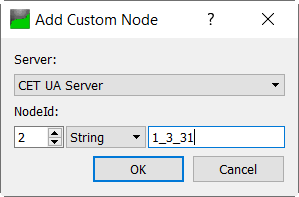 Add Custom Node ?
Server:
CET UA Server
NodeId:
2 String 1_3_31
OK Cancel